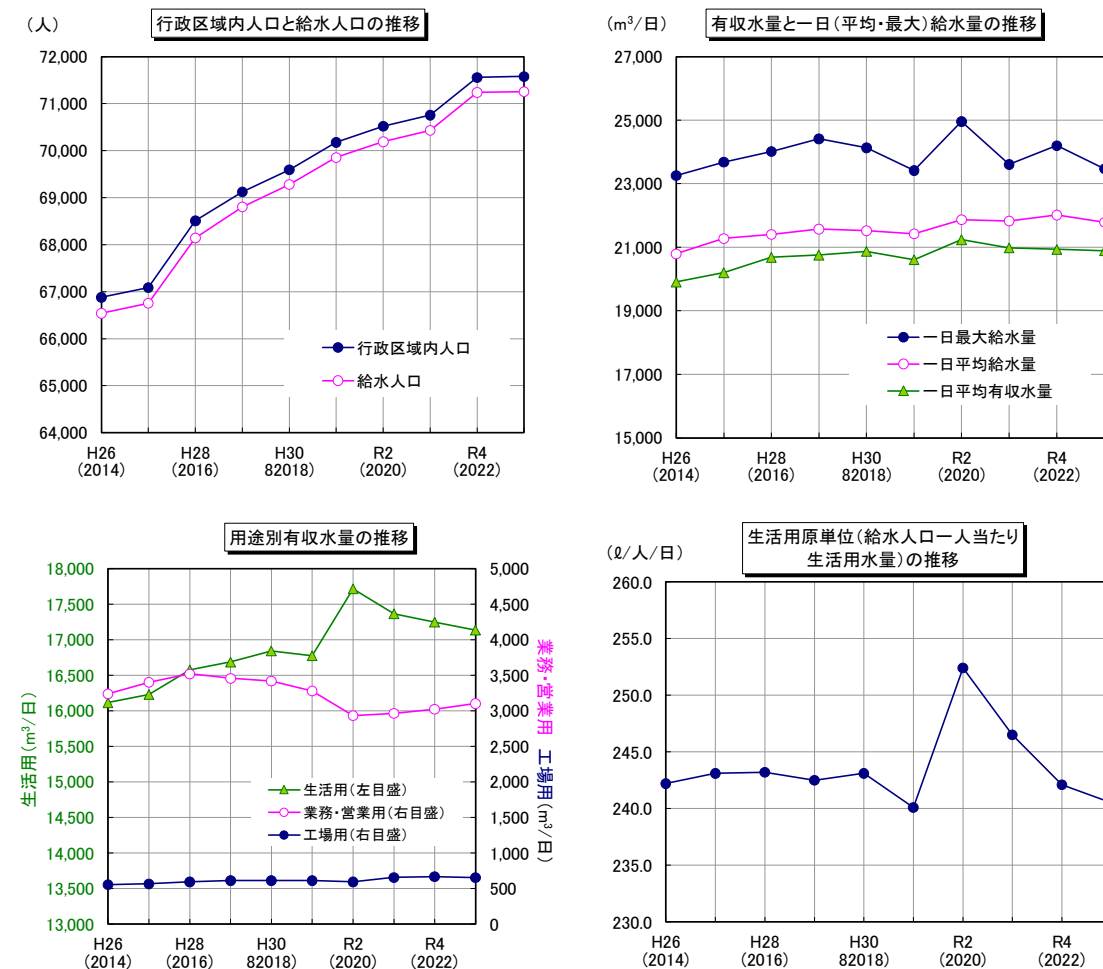 (人)
行政区域内人口と給水人口の推移
72,000
71,000
70,000
69,000
68,000
67,000
66,000
65,000
64,000
行政区域内人口
給水人口
H26 H28 H30 R2 R4
(2014) (2016) 82018) (2020) (2022)
(m³/日)
有収水量と一日(平均・最大)給水量の推移
27,000
25,000
23,000
21,000
19,000
17,000
15,000
一日最大給水量
一日平均給水量
一日平均有収水量
H26 H28 H30 R2 R4
(2014) (2016) 82018) (2020) (2022)
用途別有収水量の推移
生活用(m³/日)
18,000
17,500
17,000
16,500
16,000
15,500
15,000
14,500
14,000
13,500
13,000
5,000
4,500
4,000
3,500
3,000
2,500
2,000
1,500
1,000
500
0
業務・営業用 工場用(m³/日)
生活用(左目盛)
業務・営業用(右目盛)
工場用(右目盛)
H26 H28 H30 R2 R4
(2014) (2016) 82018) (2020) (2022)
(ℓ/人/日)
生活用原単位(給水人口一人当たり
生活用水量)の推移
260.0
255.0
250.0
245.0
240.0
235.0
230.0
H26 H28 H30 R2 R4
(2014) (2016) 82018) (2020) (2022)